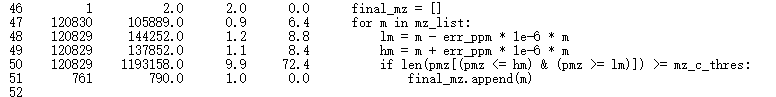 46 1 2.0 2.0 0.0 final_mz = []
47 120830 105889.0 0.9 6.4 for m in mz_list:
48 120829 144252.0 1.2 8.8 lm = m - err_ppm * 1e-6 * m
49 120829 137852.0 1.1 8.4 hm = m + err_ppm * 1e-6 * m
50 120829 1193158.0 9.9 72.4 if len(pmz[(pmz <= hm) & (pmz >= lm)]) >= mz_c_thres:
51 761 790.0 1.0 0.0 final_mz.append(m)
52